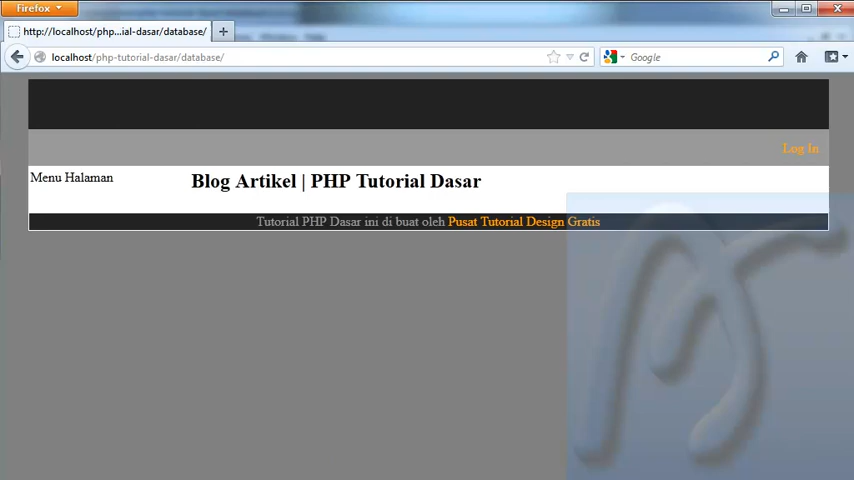 Firefox
http://localhost/php...ial-dasar/database/
localhost/php-tutorial-dasar/database/
Google
Log In
Menu Halaman
Blog Artikel | PHP Tutorial Dasar
Tutorial PHP Dasar ini di buat oleh Pusat Tutorial Design Gratis